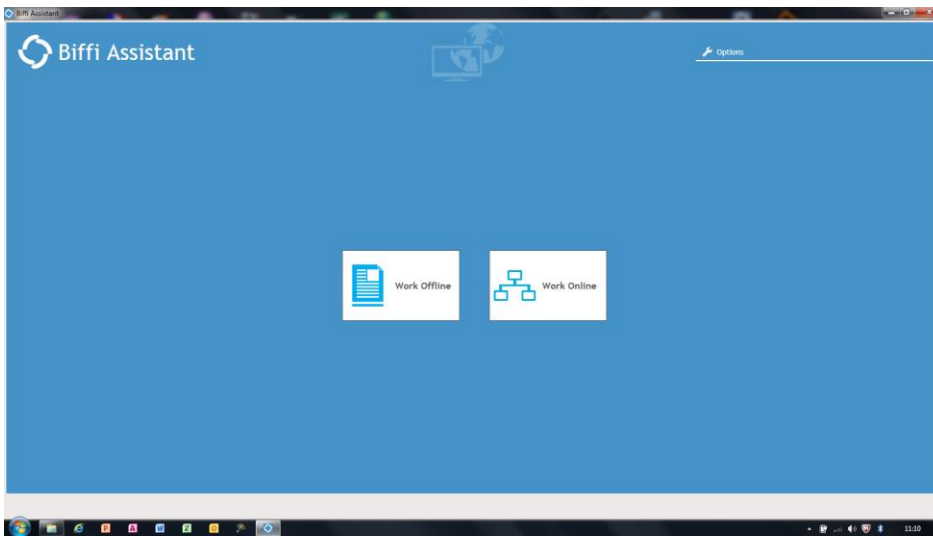 Biffi Assistant
Biffi Assistant
Options
Work Offline
Work Online
11:10